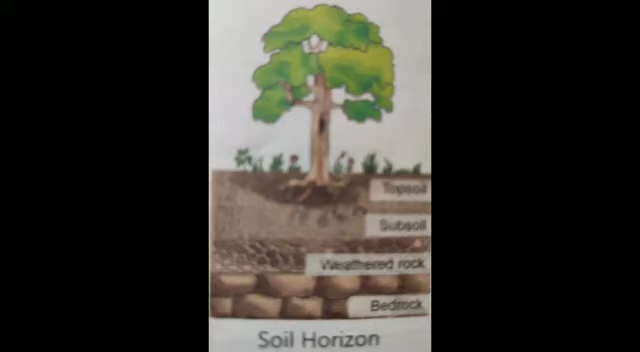 Topsoil
Subsoil
Weathered rock
Bedrock
Soil Horizon